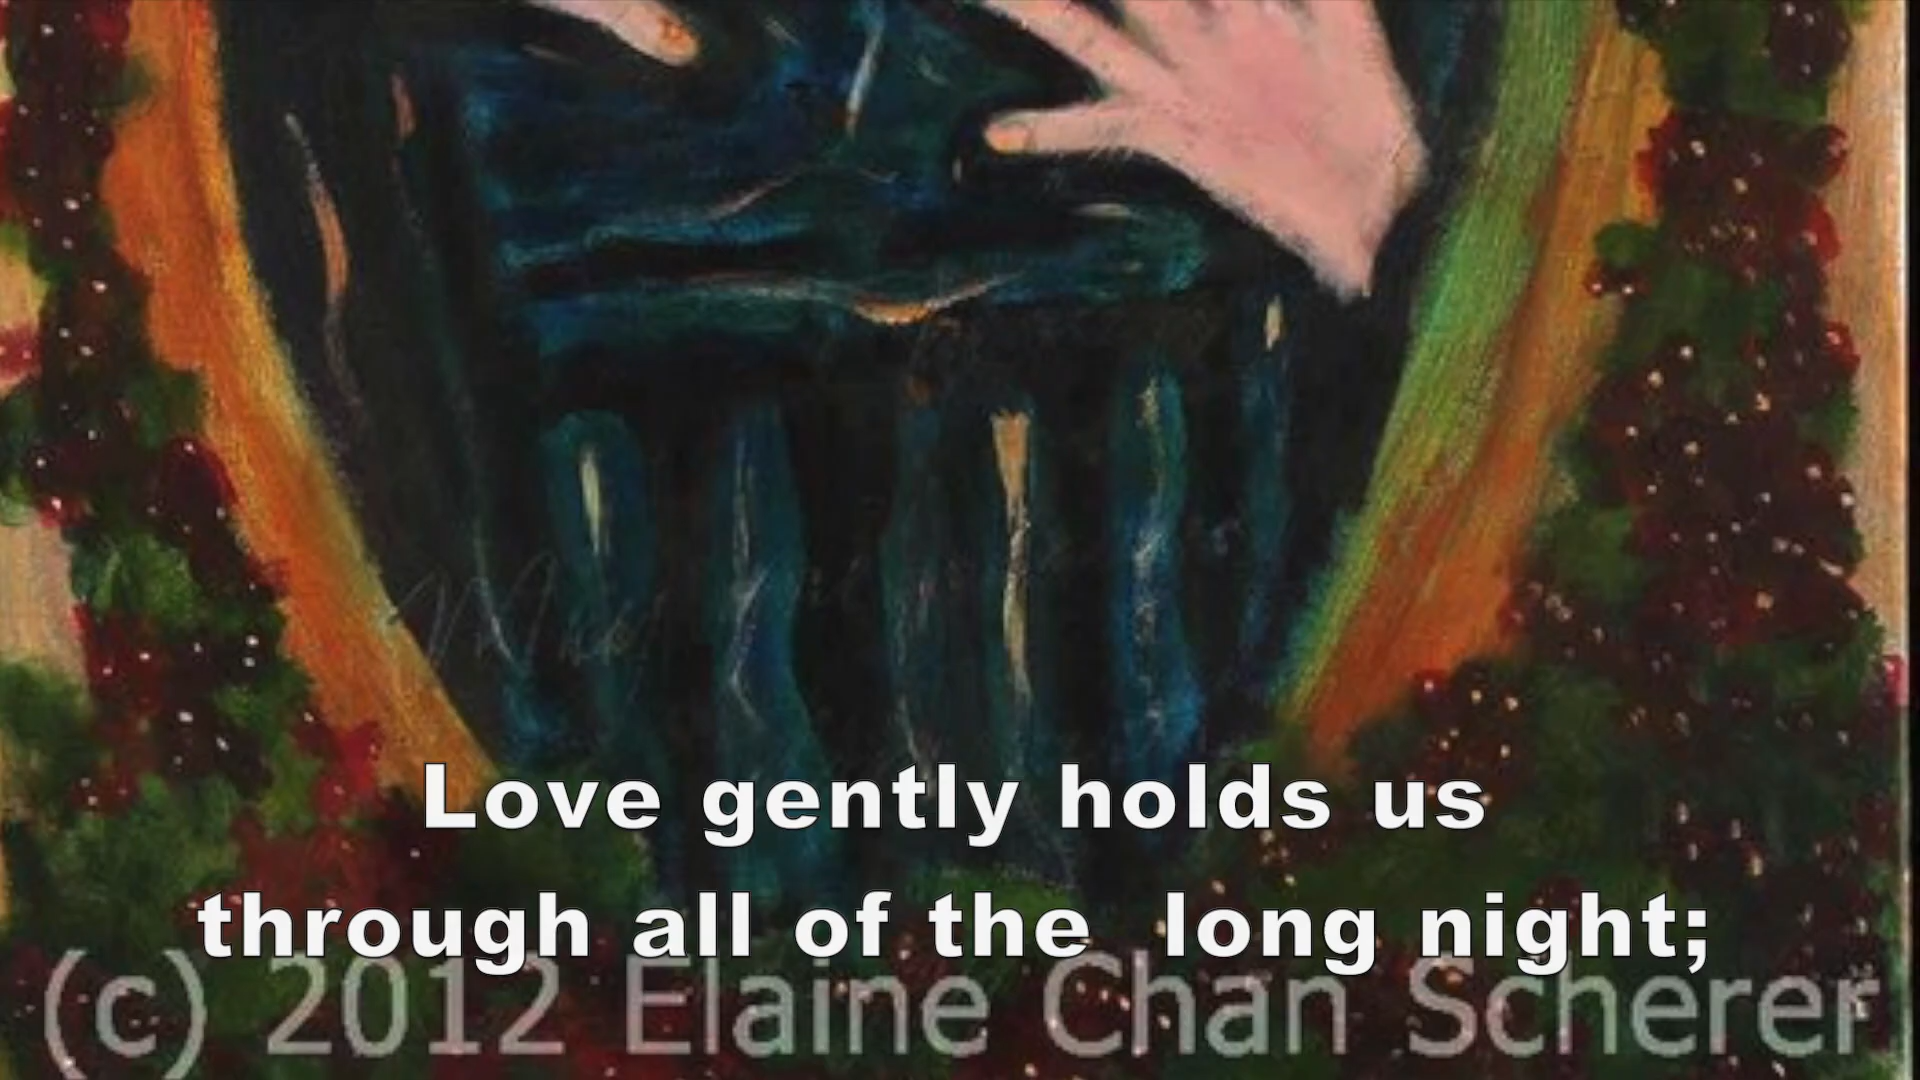 Love gently holds us
through all of the  long night;
(c) 2012 Elaine Chan Scherer